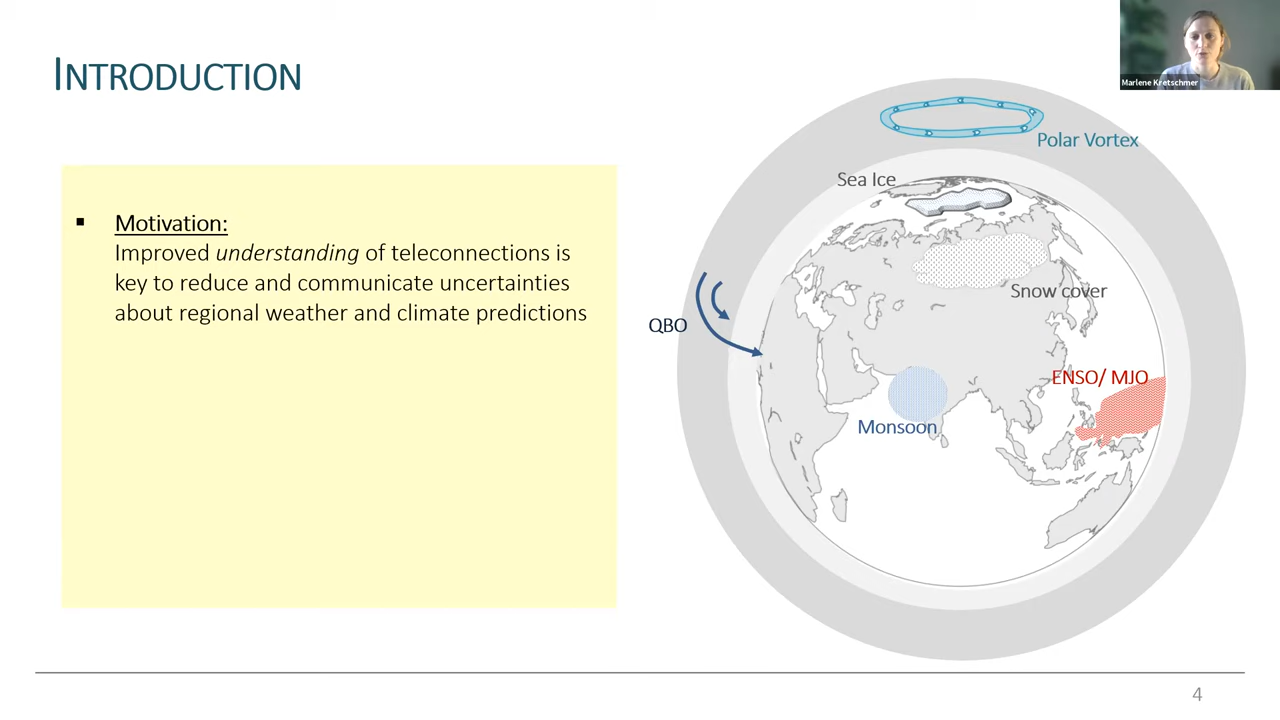 INTRODUCTION
Marlene Kretschmer
▪ Motivation:
Improved understanding of teleconnections is
key to reduce and communicate uncertainties
about regional weather and climate predictions
Polar Vortex
Sea Ice
Snow cover
QBO
ENSO/ MJO
Monsoon
4